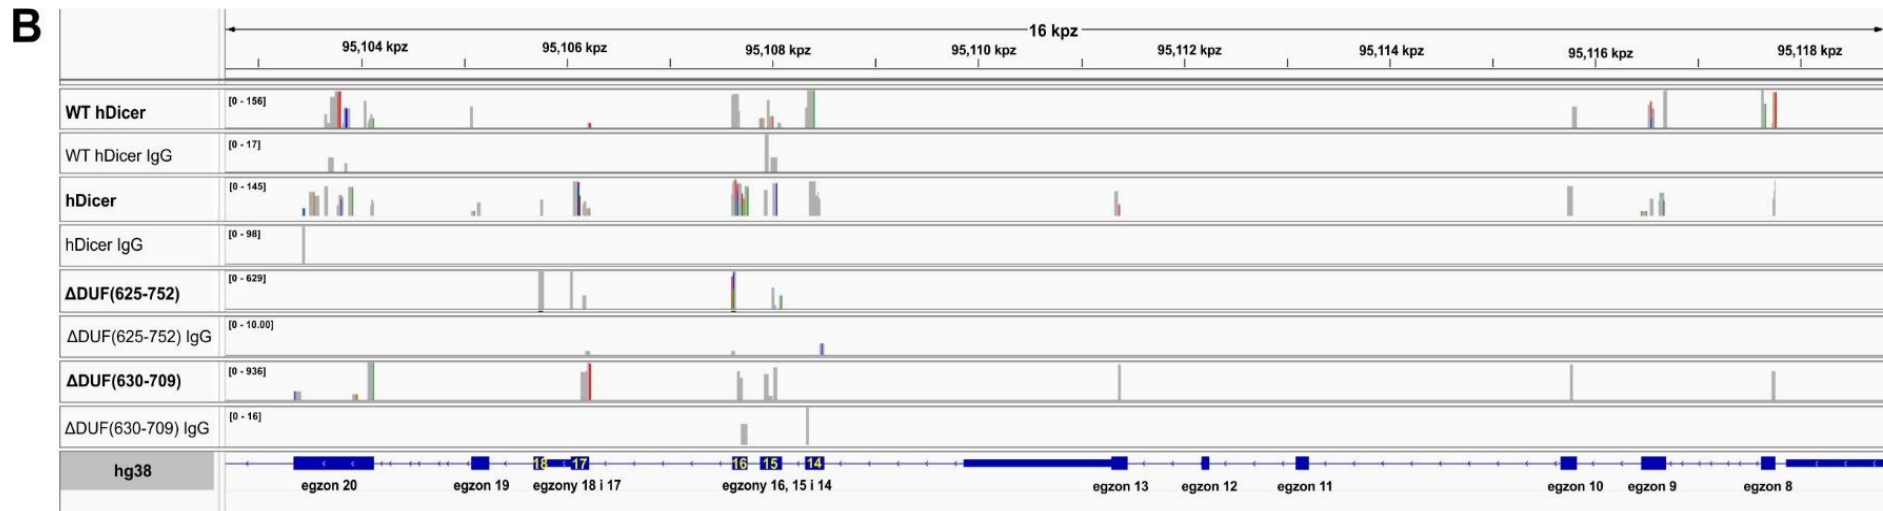 B
16 kpz
95,104 kpz 95,106 kpz 95,108 kpz 95,110 kpz 95,112 kpz 95,114 kpz 95,116 kpz 95,118 kpz
WT hDicer [0 - 156]
WT hDicer IgG [0 - 17]
hDicer [0 - 145]
hDicer IgG [0 - 98]
ΔDUF(625-752) [0 - 629]
ΔDUF(625-752) IgG [0 - 10.00]
ΔDUF(630-709) [0 - 936]
ΔDUF(630-709) IgG [0 - 16]
hg38 18 17 16 15 14
egzon 20 egzon 19 egzony 18 i 17 egzony 16, 15 i 14 egzon 13 egzon 12 egzon 11 egzon 10 egzon 9 egzon 8